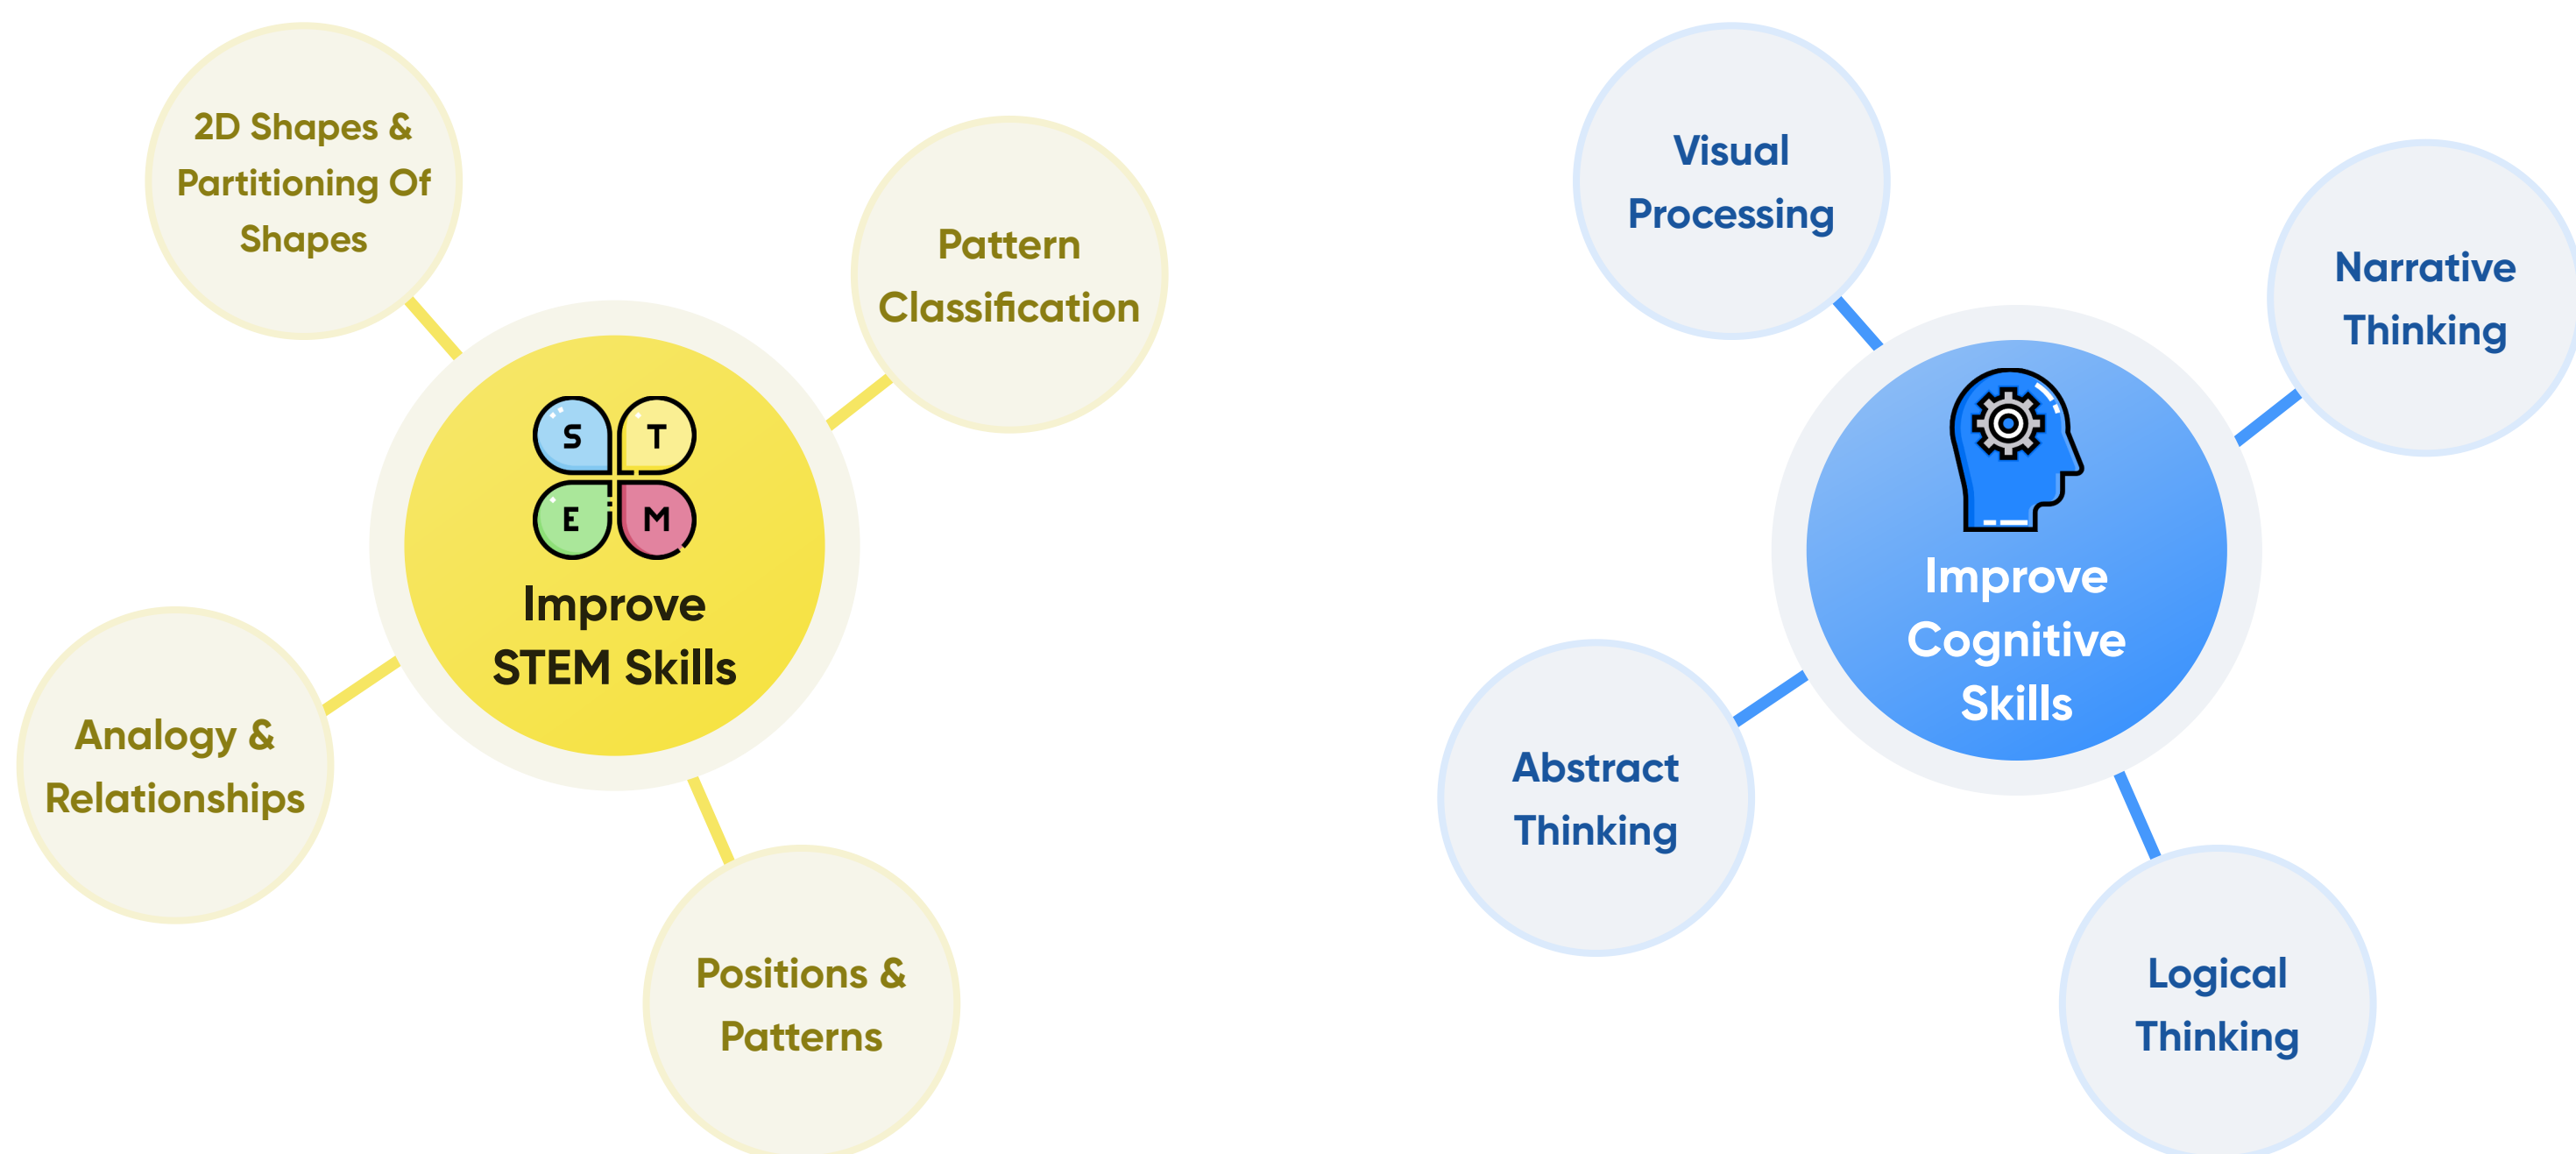 2D Shapes &
Partitioning Of
Shapes
Pattern
Classification
S T
E M
Improve
STEM Skills
Analogy &
Relationships
Positions &
Patterns
Visual
Processing
Narrative
Thinking
Improve
Cognitive
Skills
Abstract
Thinking
Logical
Thinking